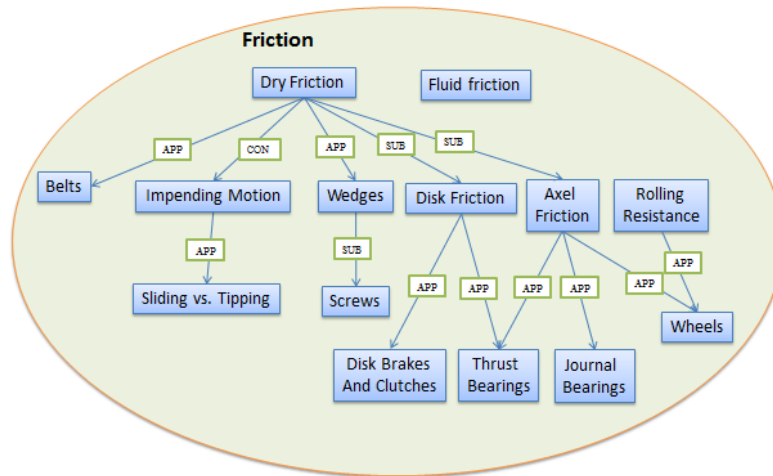 Friction
Dry Friction
Fluid friction
APP
CON
APP
SUB
SUB
Belts
Impending Motion
Wedges
Disk Friction
Axel
Friction
Rolling
Resistance
APP
SUB
APP
APP
APP
APP
APP
APP
Sliding vs. Tipping
Screws
Wheels
Disk Brakes
And Clutches
Thrust
Bearings
Journal
Bearings